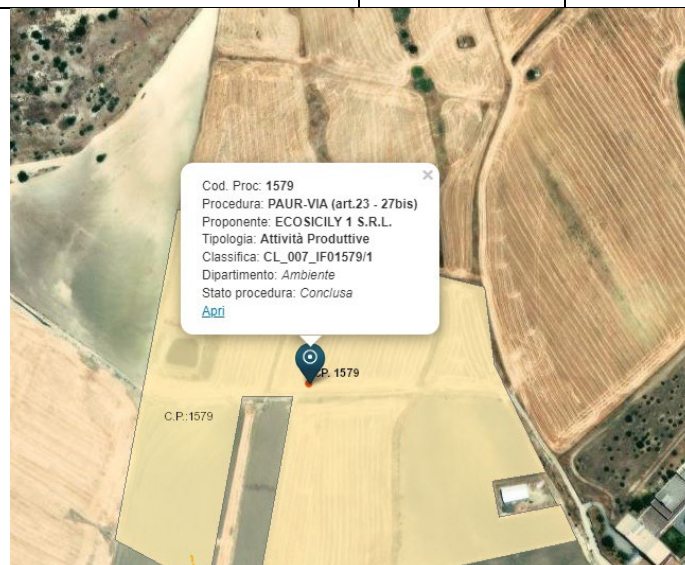 Cod. Proc: 1579
Procedura: PAUR-VIA (art.23 - 27bis)
Proponente: ECOSICILY 1 S.R.L.
Tipologia: Attività Produttive
Classifica: CL_007_IF01579/1
Dipartimento: Ambiente
Stato procedura: Conclusa
Apri
C.P. 1579
C.P.:1579